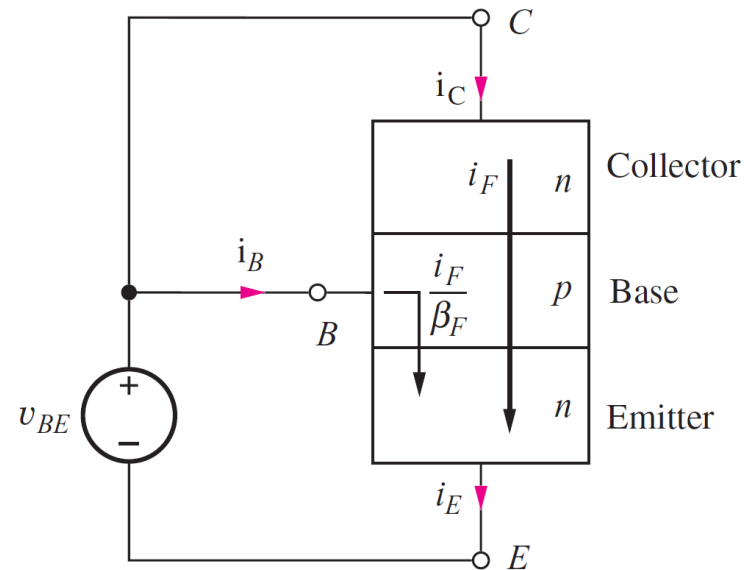 C
i_C
Collector
i_F
n
i_B
i_F
β_F
p
Base
B
+
v_BE
−
n
Emitter
i_E
E